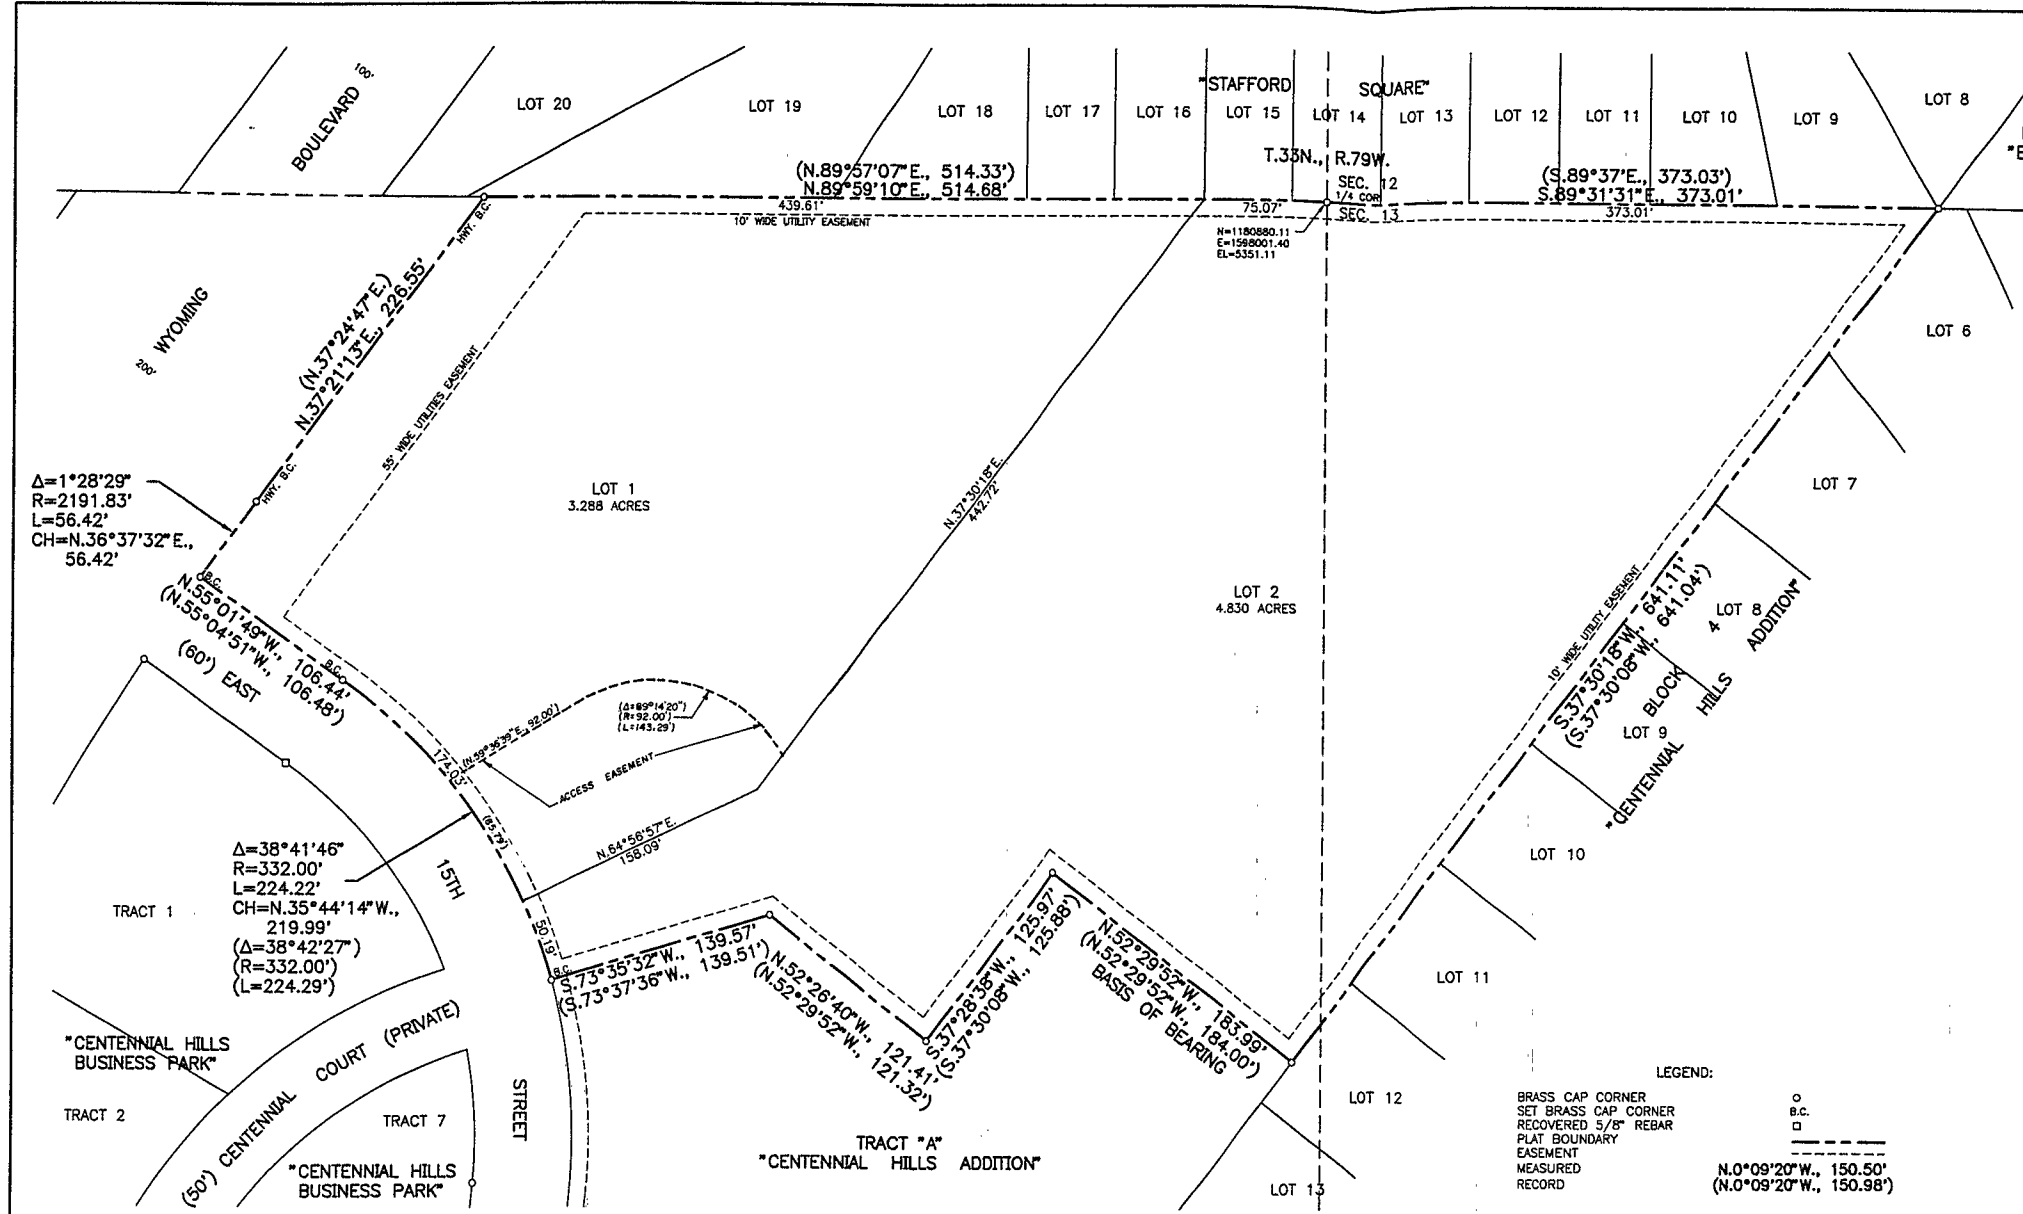 BOULEVARD 100'
LOT 20
LOT 19
LOT 18
LOT 17
LOT 16
"STAFFORD SQUARE"
LOT 15
LOT 14
LOT 13
LOT 12
LOT 11
LOT 10
LOT 9
LOT 8
"E
T.33N., R.79W.
SEC. 12
1/4 COR
SEC. 13
(N.89°57'07"E., 514.33')
N.89°59'10"E., 514.68'
439.61'
75.07'
10' WIDE UTILITY EASEMENT
(S.89°37'E., 373.03')
S.89°31'31"E., 373.01'
373.01'
N=1180880.11
E=1598001.40
EL=5351.11
HWY. B.C.
200' WYOMING
(N.37°24'47"E.)
N.37°21'13"E., 226.55'
55' WIDE UTILITIES EASEMENT
HWY. B.C.
LOT 6
LOT 7
Δ=1°28'29"
R=2191.83'
L=56.42'
CH=N.36°37'32"E.,
56.42'
LOT 1
3.288 ACRES
N.37°30'18"E.
442.72'
LOT 2
4.830 ACRES
10' WIDE UTILITY EASEMENT
S.37°30'18"W., 641.11'
(S.37°30'08"W., 641.04')
LOT 8
BLOCK 4
"CENTENNIAL HILLS ADDITION"
LOT 9
B.C.
N.55°01'49"W., 106.44'
(N.55°04'51"W., 106.48')
B.C.
(60') EAST
174.03'
(N.59°36'39"E., 92.00')
(Δ=89°14'20")
(R=92.00')
(L=143.29')
ACCESS EASEMENT
(85.79')
N.64°56'57"E.
158.09'
Δ=38°41'46"
R=332.00'
L=224.22'
CH=N.35°44'14"W.,
219.99'
(Δ=38°42'27")
(R=332.00')
(L=224.29')
15TH
50.19'
B.C.
S.73°35'32"W., 139.57'
(S.73°37'36"W., 139.51')
N.52°26'40"W., 121.41'
(N.52°29'52"W., 121.32')
S.37°28'38"W., 125.97'
(S.37°30'08"W., 125.88')
N.52°29'52"W., 183.99'
(N.52°29'52"W., 184.00')
BASIS OF BEARING
LOT 10
LOT 11
LOT 12
LOT 13
TRACT 1
"CENTENNIAL HILLS
BUSINESS PARK"
TRACT 2
(50') CENTENNIAL COURT (PRIVATE)
TRACT 7
"CENTENNIAL HILLS
BUSINESS PARK"
STREET
TRACT "A"
"CENTENNIAL HILLS ADDITION"
LEGEND:
BRASS CAP CORNER
SET BRASS CAP CORNER B.C.
RECOVERED 5/8" REBAR
PLAT BOUNDARY
EASEMENT
MEASURED N.0°09'20"W., 150.50'
RECORD (N.0°09'20"W., 150.98')